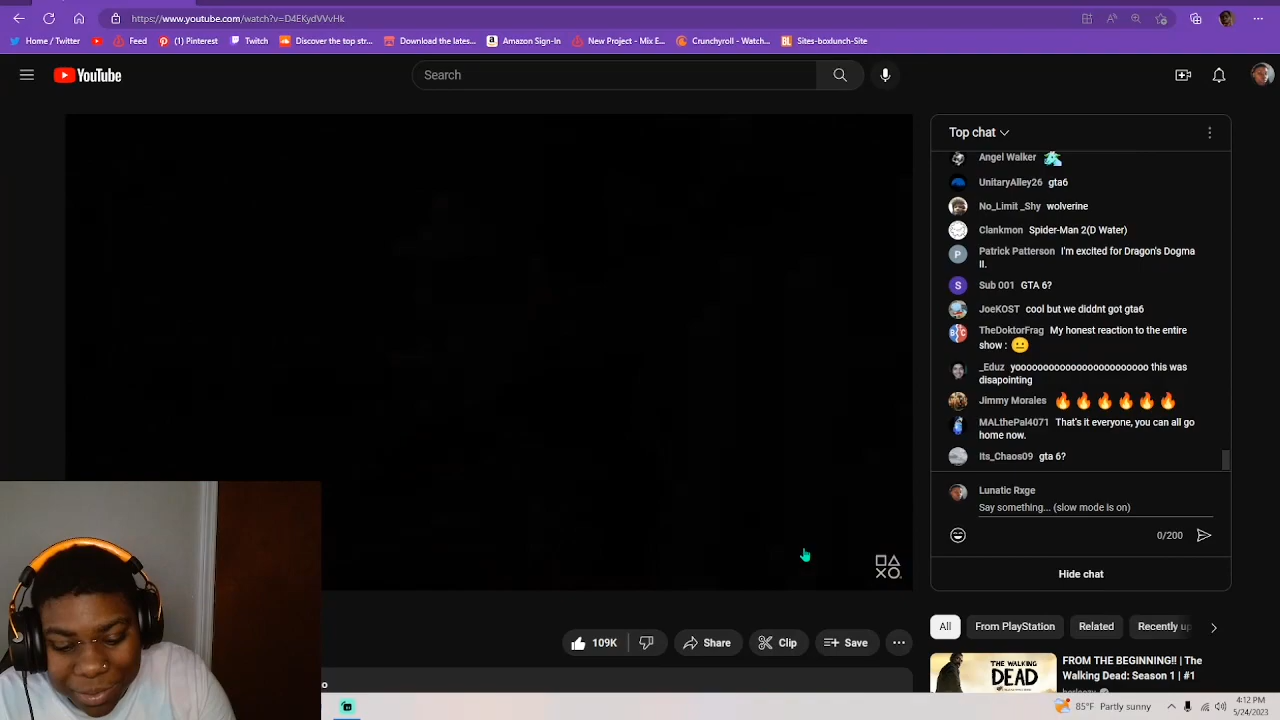 https://www.youtube.com/watch?v=D4EKydVvVHk
Home / Twitter
Feed
(1) Pinterest
Twitch
Discover the top str...
Download the lates...
Amazon Sign-In
New Project - Mix E...
Crunchyroll - Watch...
Sites-boxlunch-Site
YouTube
Search
Top chat
Angel Walker
UnitaryAlley26 gta6
No_Limit _Shy wolverine
Clankmon Spider-Man 2(D Water)
Patrick Patterson I'm excited for Dragon's Dogma
II.
Sub 001 GTA 6?
JoeKOST cool but we diddnt got gta6
TheDoktorFrag My honest reaction to the entire
show : 😐
_Eduz yooooooooooooooooooooooo this was
disapointing
Jimmy Morales 🔥🔥🔥🔥🔥🔥
MALthePal4071 That's it everyone, you can all go
home now.
Its_Chaos09 gta 6?
Lunatic Rxge
Say something... (slow mode is on)
0/200
Hide chat
109K
Share
Clip
Save
All
From PlayStation
Related
Recently up
THE WALKING
DEAD
FROM THE BEGINNING!! | The
Walking Dead: Season 1 | #1
85°F Partly sunny
4:12 PM
5/24/2023